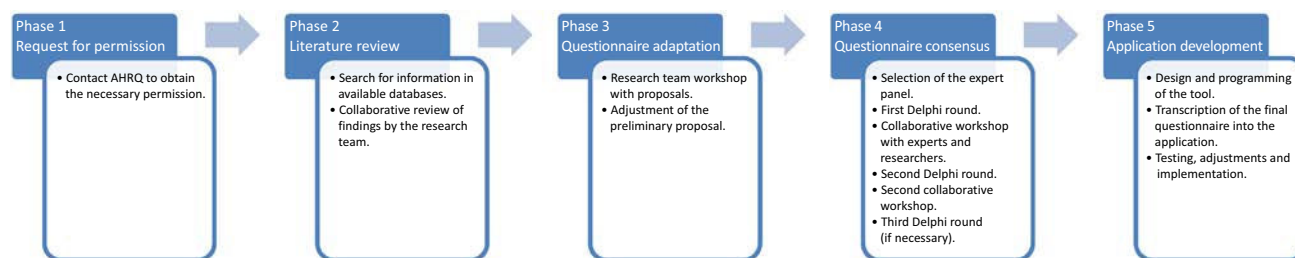 Phase 1
Request for permission
• Contact AHRQ to obtain
the necessary permission.
Phase 2
Literature review
• Search for information in
available databases.
• Collaborative review of
findings by the research
team.
Phase 3
Questionnaire adaptation
• Research team workshop
with proposals.
• Adjustment of the
preliminary proposal.
Phase 4
Questionnaire consensus
• Selection of the expert
panel.
• First Delphi round.
• Collaborative workshop
with experts and
researchers.
• Second Delphi round.
• Second collaborative
workshop.
• Third Delphi round
(if necessary).
Phase 5
Application development
• Design and programming
of the tool.
• Transcription of the final
questionnaire into the
application.
• Testing, adjustments and
implementation.